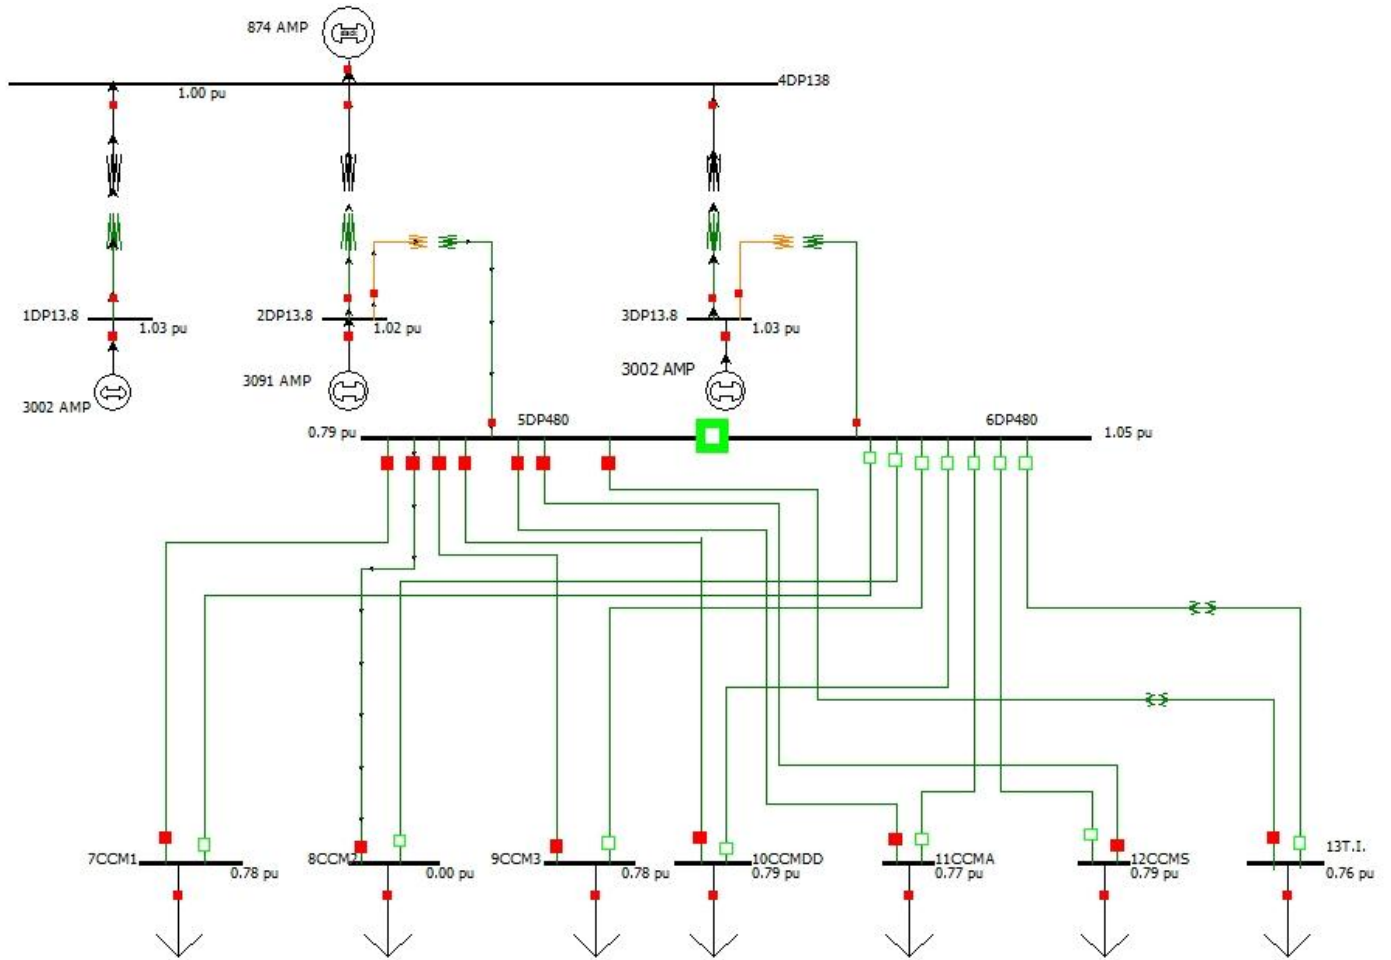 874 AMP
4DP138
1.00 pu
1DP13.8
1.03 pu
2DP13.8
1.02 pu
3DP13.8
1.03 pu
3002 AMP
3091 AMP
3002 AMP
0.79 pu
5DP480
6DP480
1.05 pu
7CCM1
0.78 pu
8CCM2
0.00 pu
9CCM3
0.78 pu
10CCMDD
0.79 pu
11CCMA
0.77 pu
12CCMS
0.79 pu
13T.I.
0.76 pu